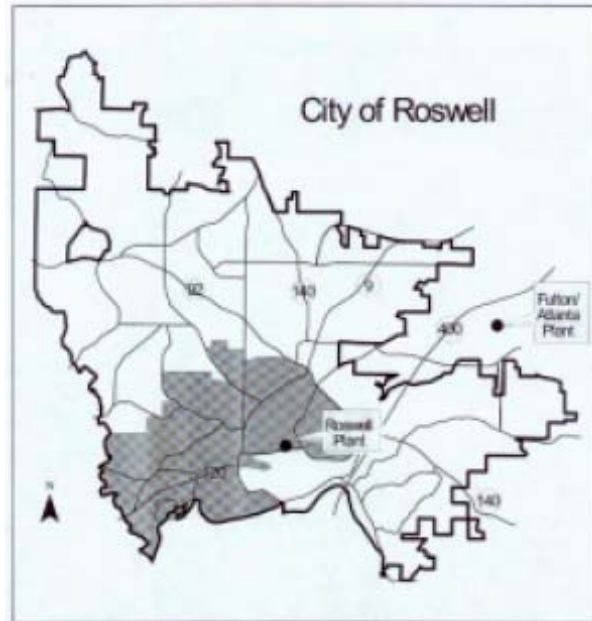 City of Roswell
92
140
9
400
Fulton/
Atlanta
Plant
Roswell
Plant
120
140
N